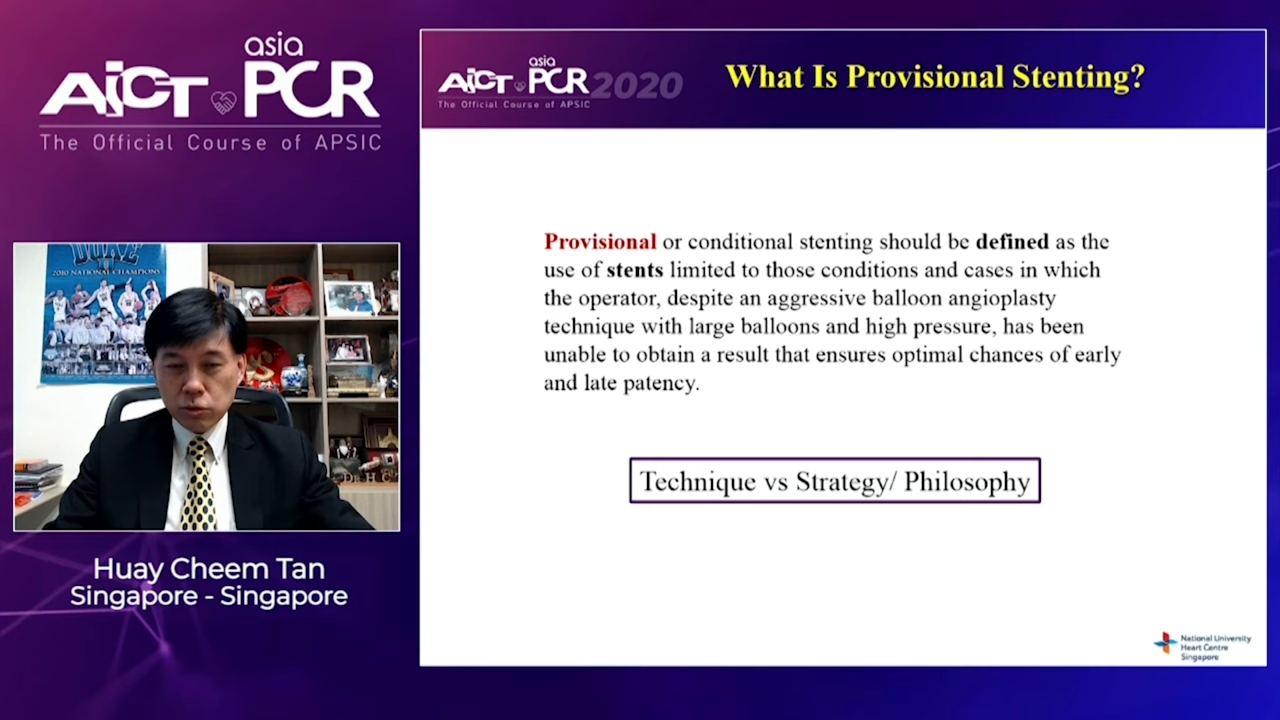 asia
AICT PCR
The Official Course of APSIC
DUKE
2010 NATIONAL CHAMPIONS
Huay Cheem Tan
Singapore - Singapore
asia
AICT PCR 2020
The Official Course of APSIC
What Is Provisional Stenting?
Provisional or conditional stenting should be defined as the
use of stents limited to those conditions and cases in which
the operator, despite an aggressive balloon angioplasty
technique with large balloons and high pressure, has been
unable to obtain a result that ensures optimal chances of early
and late patency.
Technique vs Strategy/ Philosophy
National University
Heart Centre
Singapore